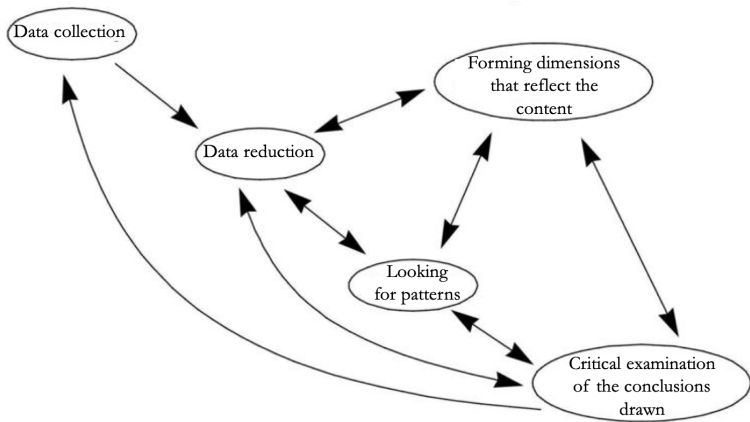 Data collection
Forming dimensions
that reflect the
content
Data reduction
Looking
for patterns
Critical examination
of the conclusions
drawn